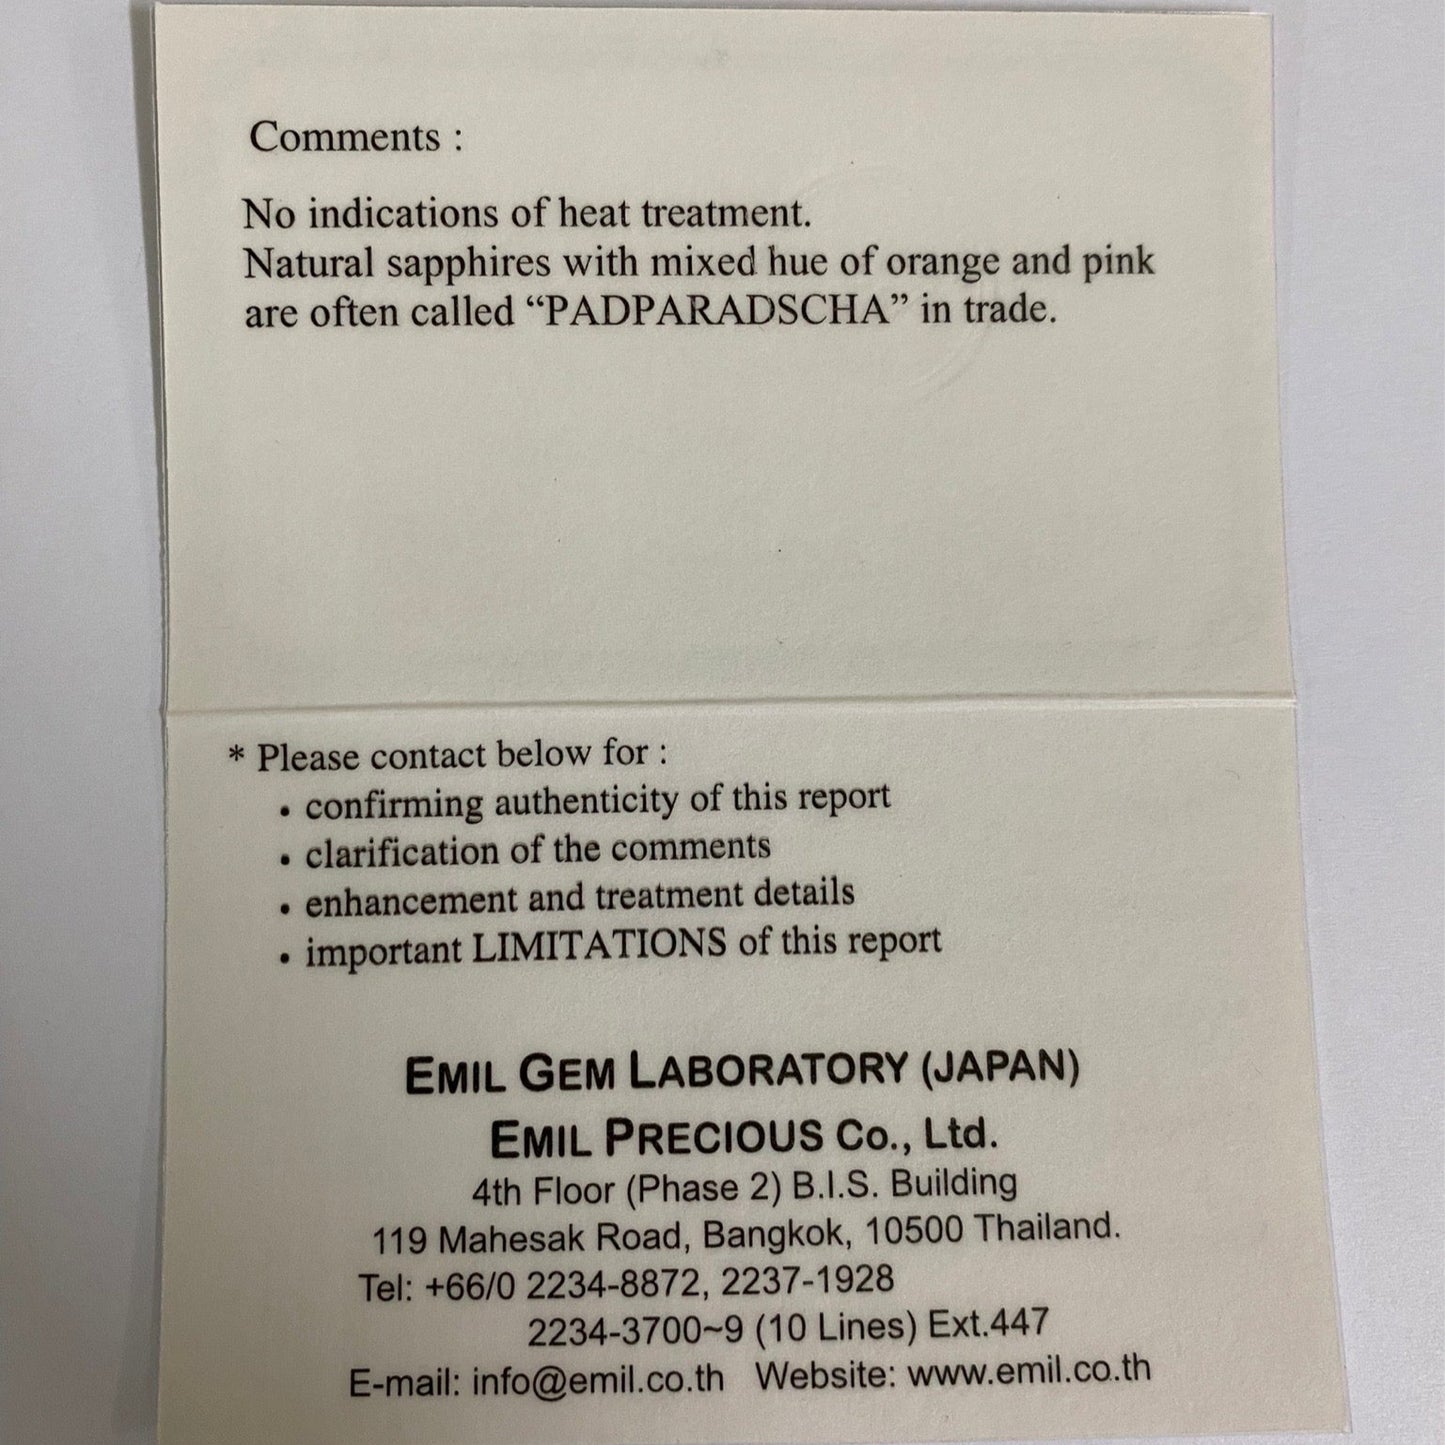 Comments :
No indications of heat treatment.
Natural sapphires with mixed hue of orange and pink
are often called “PADPARADSCHA” in trade.
* Please contact below for :
• confirming authenticity of this report
• clarification of the comments
• enhancement and treatment details
• important LIMITATIONS of this report
EMIL GEM LABORATORY (JAPAN)
EMIL PRECIOUS Co., Ltd.
4th Floor (Phase 2) B.I.S. Building
119 Mahesak Road, Bangkok, 10500 Thailand.
Tel: +66/0 2234-8872, 2237-1928
2234-3700~9 (10 Lines) Ext.447
E-mail: info@emil.co.th Website: www.emil.co.th